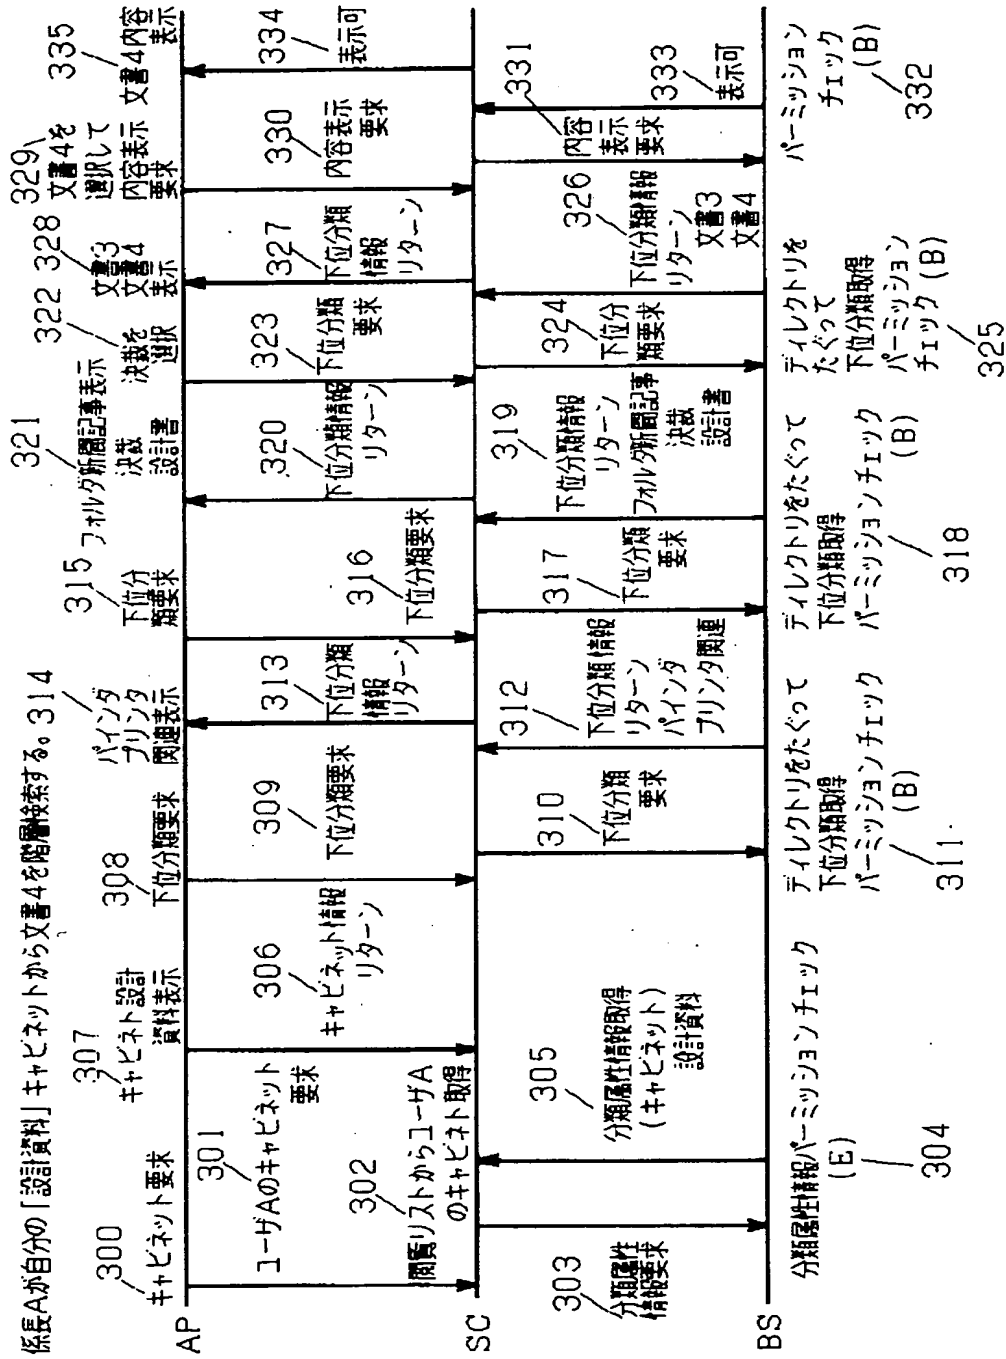 係長Aが自分の「設計資料」キャビネットから文書4を階層検索する。
AP
SC
BS
300
キャビネット要求
301
ユーザAのキャビネット
要求
302
閲覧リストからユーザA
のキャビネト取得
303
分類属性
情報要求
分類属性情報パーミッションチェック
(E)
304
305
分類属性情報取得
(キャビネット)
設計資料
306
キャビネット情報
リターン
307
キャビネト設計
資料表示
308
下位分類要求
309
下位分類要求
310
下位分類
要求
ディレクトリをたぐって
下位分類取得
パーミッションチェック
(B)
311
312
下位分類情報
リターン
バインダ
プリンタ関連
313
下位分類
情報
リターン
314
バインダ
プリンタ
関連表示
315
下位分
類要求
316
下位分類要求
317
下位分類
要求
ディレクトリをたぐって
下位分類取得
パーミッションチェック
(B)
318
319
下位分類情報
リターン
フォルダ新聞記事
決裁
設計書
320
下位分類情報
リターン
321
フォルダ新聞記事表示
決裁
設計書
322
決裁を
選択
323
下位分類
要求
324
下位分
類要求
ディレクトリを
たぐって
下位分類取得
パーミッション
チェック(B)
325
326
下位分類情報
リターン
文書3
文書4
327
下位分類
情報
リターン
328
文書3
文書4
表示
329
文書4を
選択して
内容表示
要求
330
内容表示
要求
331
内容表
示要求
パーミッション
チェック
(B)
332
333
表示可
334
表示可
335
文書4内容
表示